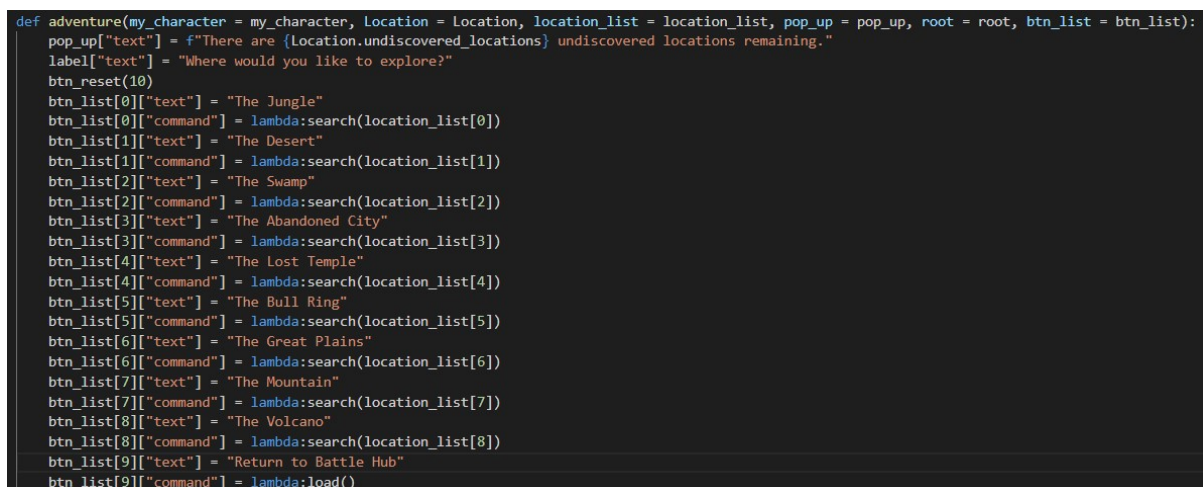 def adventure(my_character = my_character, Location = Location, location_list = location_list, pop_up = pop_up, root = root, btn_list = btn_list):
    pop_up["text"] = f"There are {Location.undiscovered_locations} undiscovered locations remaining."
    label["text"] = "Where would you like to explore?"
    btn_reset(10)
    btn_list[0]["text"] = "The Jungle"
    btn_list[0]["command"] = lambda:search(location_list[0])
    btn_list[1]["text"] = "The Desert"
    btn_list[1]["command"] = lambda:search(location_list[1])
    btn_list[2]["text"] = "The Swamp"
    btn_list[2]["command"] = lambda:search(location_list[2])
    btn_list[3]["text"] = "The Abandoned City"
    btn_list[3]["command"] = lambda:search(location_list[3])
    btn_list[4]["text"] = "The Lost Temple"
    btn_list[4]["command"] = lambda:search(location_list[4])
    btn_list[5]["text"] = "The Bull Ring"
    btn_list[5]["command"] = lambda:search(location_list[5])
    btn_list[6]["text"] = "The Great Plains"
    btn_list[6]["command"] = lambda:search(location_list[6])
    btn_list[7]["text"] = "The Mountain"
    btn_list[7]["command"] = lambda:search(location_list[7])
    btn_list[8]["text"] = "The Volcano"
    btn_list[8]["command"] = lambda:search(location_list[8])
    btn_list[9]["text"] = "Return to Battle Hub"
    btn_list[9]["command"] = lambda:load()